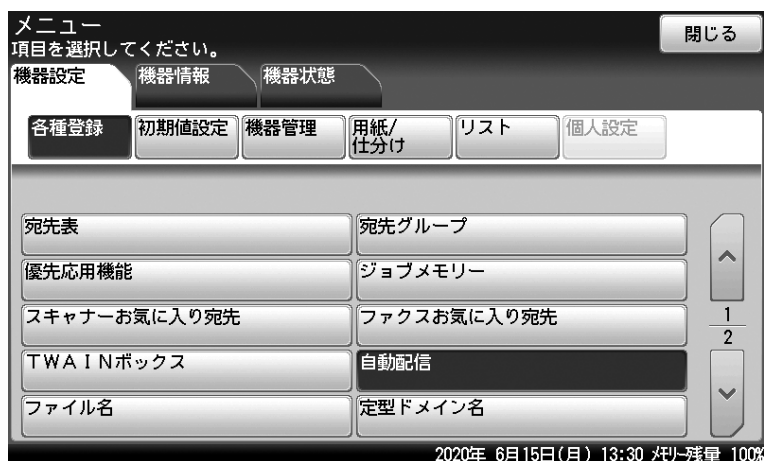 メニュー
項目を選択してください。
閉じる
機器設定 機器情報 機器状態
各種登録 初期値設定 機器管理 用紙/ リスト 個人設定
仕分け
宛先表 宛先グループ
優先応用機能 ジョブメモリー
スキャナーお気に入り宛先 ファクスお気に入り宛先
1
2
TWAINボックス 自動配信
ファイル名 定型ドメイン名
2020年 6月15日(月) 13:30 メモリー残量 100%